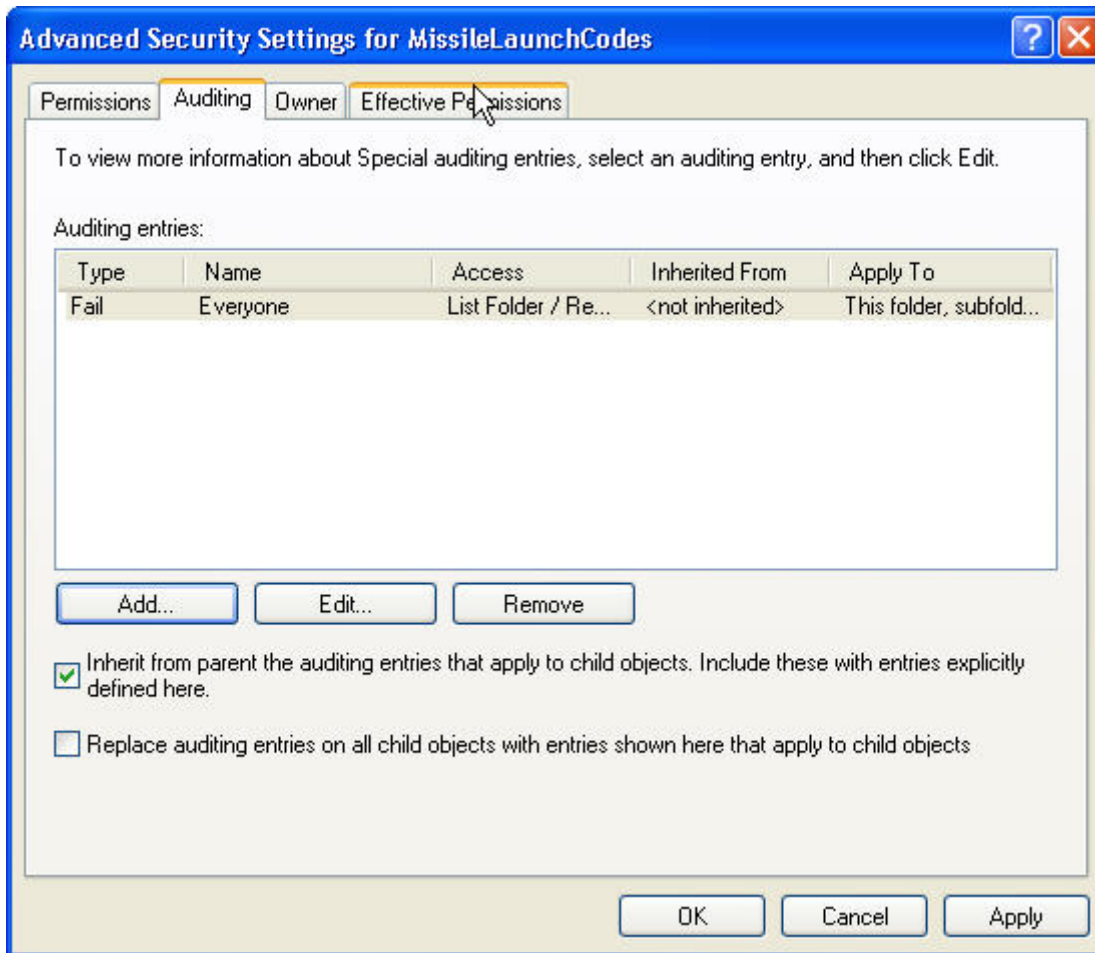 Advanced Security Settings for MissileLaunchCodes
Permissions Auditing Owner Effective Permissions
To view more information about Special auditing entries, select an auditing entry, and then click Edit.
Auditing entries:
Type Name Access Inherited From Apply To
Fail Everyone List Folder / Re... <not inherited> This folder, subfold...
Add... Edit... Remove
Inherit from parent the auditing entries that apply to child objects. Include these with entries explicitly
defined here.
Replace auditing entries on all child objects with entries shown here that apply to child objects
OK Cancel Apply